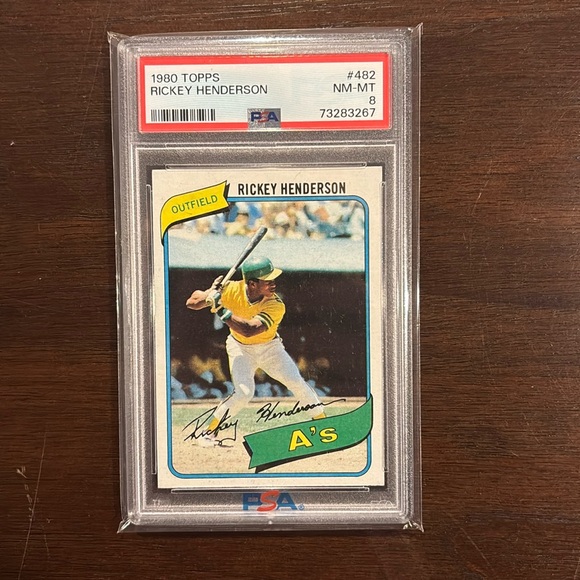 1980 TOPPS #482
RICKEY HENDERSON NM-MT
8
PSA 73283267
OUTFIELD RICKEY HENDERSON
Rickey Henderson
A's
PSA